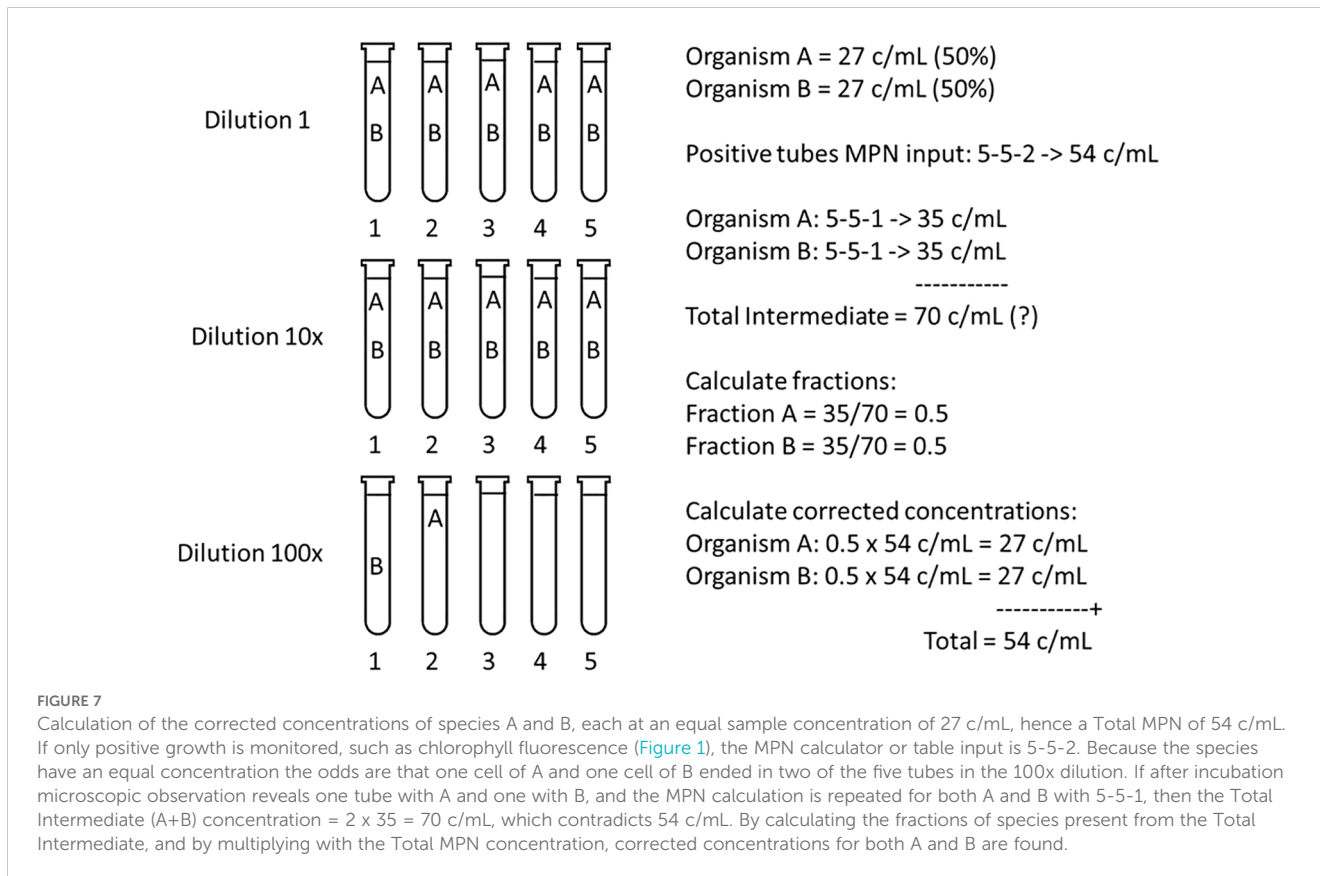 Dilution 1
A A A A A
B B B B B
1 2 3 4 5
Dilution 10x
A A A A A
B B B B B
1 2 3 4 5
Dilution 100x
A
B
1 2 3 4 5
Organism A = 27 c/mL (50%)
Organism B = 27 c/mL (50%)
Positive tubes MPN input: 5-5-2 -> 54 c/mL
Organism A: 5-5-1 -> 35 c/mL
Organism B: 5-5-1 -> 35 c/mL
-----------
Total Intermediate = 70 c/mL (?)
Calculate fractions:
Fraction A = 35/70 = 0.5
Fraction B = 35/70 = 0.5
Calculate corrected concentrations:
Organism A: 0.5 x 54 c/mL = 27 c/mL
Organism B: 0.5 x 54 c/mL = 27 c/mL
-----------+
Total = 54 c/mL
FIGURE 7
Calculation of the corrected concentrations of species A and B, each at an equal sample concentration of 27 c/mL, hence a Total MPN of 54 c/mL.
If only positive growth is monitored, such as chlorophyll fluorescence (Figure 1), the MPN calculator or table input is 5-5-2. Because the species
have an equal concentration the odds are that one cell of A and one cell of B ended in two of the five tubes in the 100x dilution. If after incubation
microscopic observation reveals one tube with A and one with B, and the MPN calculation is repeated for both A and B with 5-5-1, then the Total
Intermediate (A+B) concentration = 2 x 35 = 70 c/mL, which contradicts 54 c/mL. By calculating the fractions of species present from the Total
Intermediate, and by multiplying with the Total MPN concentration, corrected concentrations for both A and B are found.